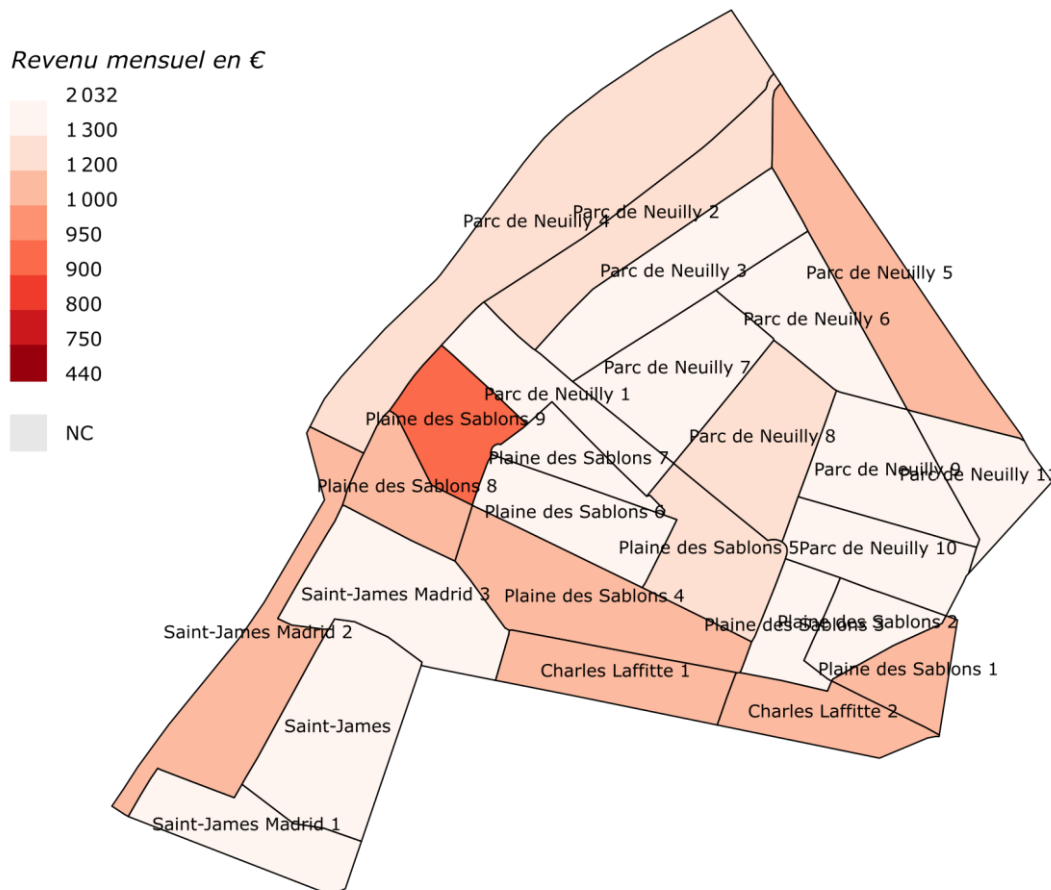 Revenu mensuel en €
2 032
1 300
1 200
1 000
950
900
800
750
440
NC
Parc de Neuilly 4
Parc de Neuilly 2
Parc de Neuilly 3
Parc de Neuilly 5
Parc de Neuilly 6
Parc de Neuilly 7
Parc de Neuilly 1
Plaine des Sablons 9
Parc de Neuilly 8
Plaine des Sablons 7
Parc de Neuilly 9
Parc de Neuilly 11
Plaine des Sablons 8
Plaine des Sablons 6
Plaine des Sablons 5
Parc de Neuilly 10
Saint-James Madrid 3
Plaine des Sablons 4
Plaine des Sablons 3
Plaine des Sablons 2
Saint-James Madrid 2
Charles Laffitte 1
Plaine des Sablons 1
Charles Laffitte 2
Saint-James
Saint-James Madrid 1